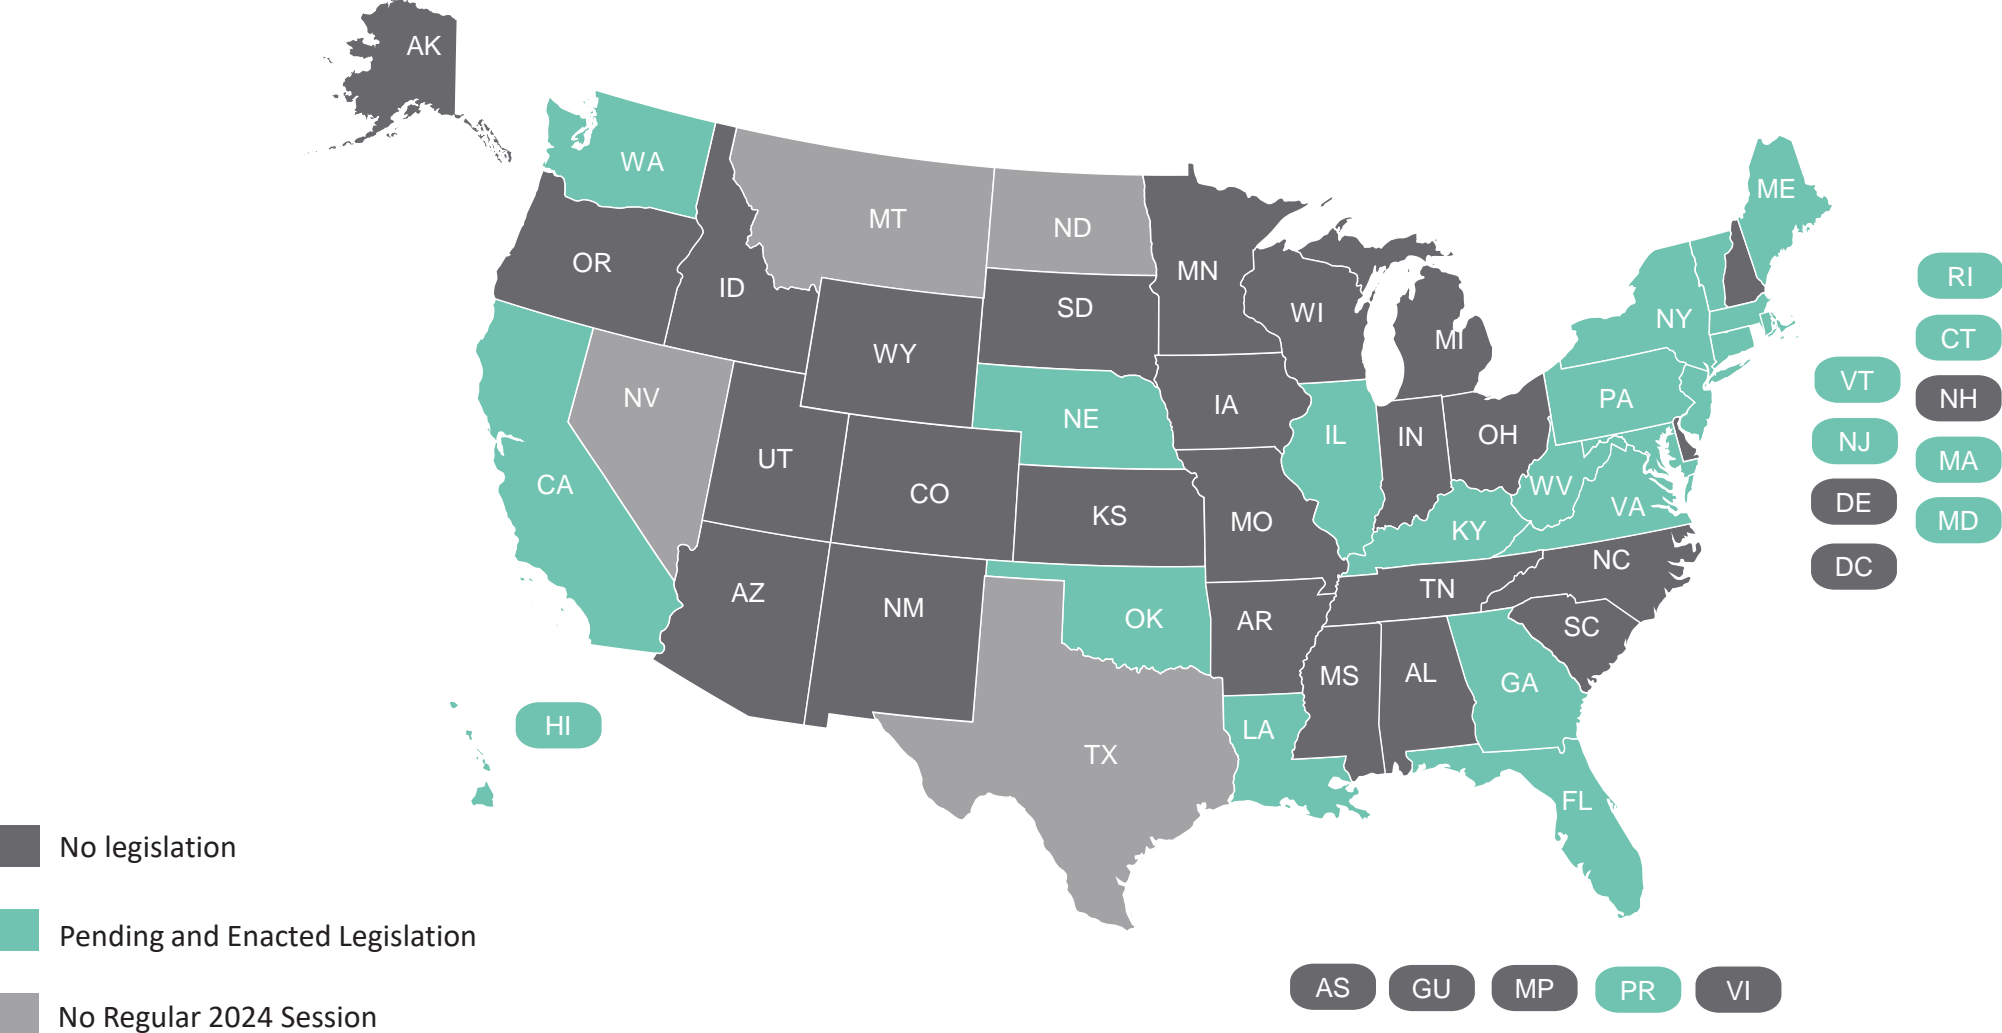 AK
WA
ME
MT
ND
OR
MN
RI
ID
SD
WI
NY
CT
MI
WY
VT
NH
NV
PA
IA
NE
IL
IN
OH
NJ
UT
MA
CA
CO
WV
VA
DE
KS
MO
KY
MD
NC
DC
AZ
TN
NM
OK
AR
SC
MS
AL
GA
HI
LA
TX
FL
No legislation
Pending and Enacted Legislation
No Regular 2024 Session
AS
GU
MP
PR
VI